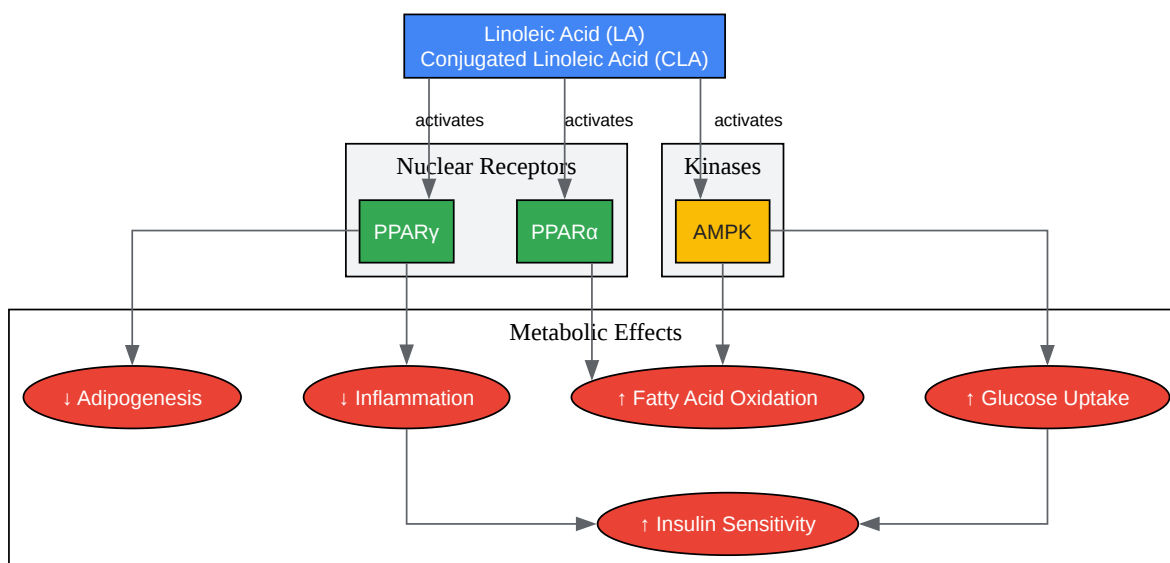 Linoleic Acid (LA)
Conjugated Linoleic Acid (CLA)
activates
activates
activates
Nuclear Receptors
Kinases
PPARγ
PPARα
AMPK
Metabolic Effects
↓ Adipogenesis
↓ Inflammation
↑ Fatty Acid Oxidation
↑ Glucose Uptake
↑ Insulin Sensitivity